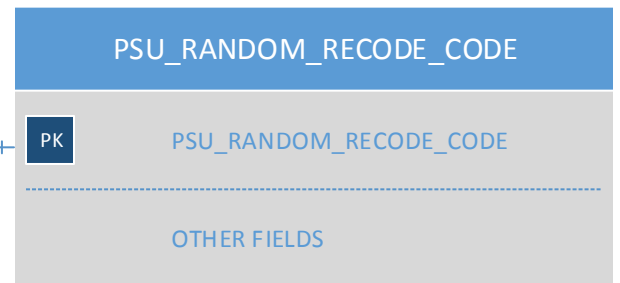 PSU_RANDOM_RECODE_CODE
PK PSU_RANDOM_RECODE_CODE
OTHER FIELDS